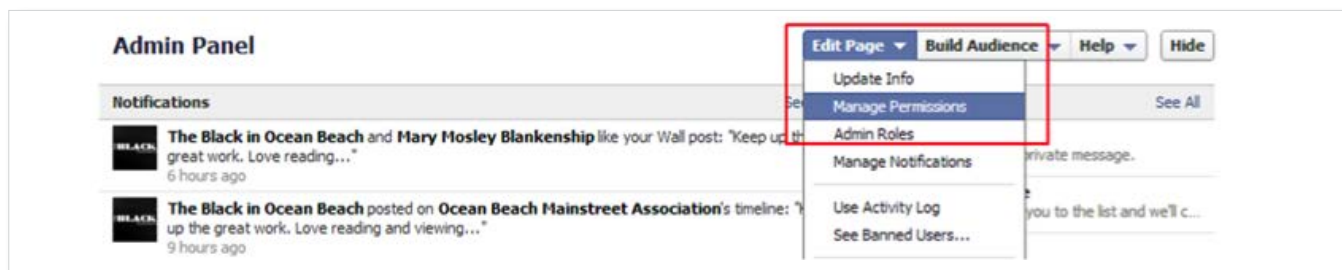 Admin Panel
Edit Page Build Audience Help Hide
Update Info
Notifications See All
Manage Permissions
The Black in Ocean Beach and Mary Mosley Blankenship like your Wall post: "Keep up th
Admin Roles
great work. Love reading..."
private message.
Manage Notifications
6 hours ago
The Black in Ocean Beach posted on Ocean Beach Mainstreet Association's timeline:
Use Activity Log
you to the list and we'll c...
up the great work. Love reading and viewing..."
See Banned Users...
9 hours ago